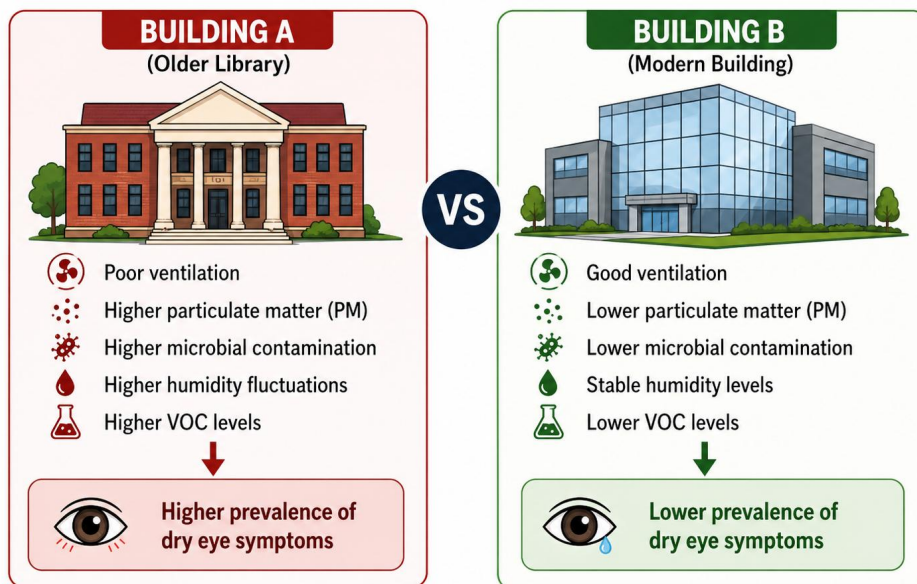 BUILDING A
(Older Library)
Poor ventilation
Higher particulate matter (PM)
Higher microbial contamination
Higher humidity fluctuations
Higher VOC levels
Higher prevalence of
dry eye symptoms
VS
BUILDING B
(Modern Building)
Good ventilation
Lower particulate matter (PM)
Lower microbial contamination
Stable humidity levels
Lower VOC levels
Lower prevalence of
dry eye symptoms